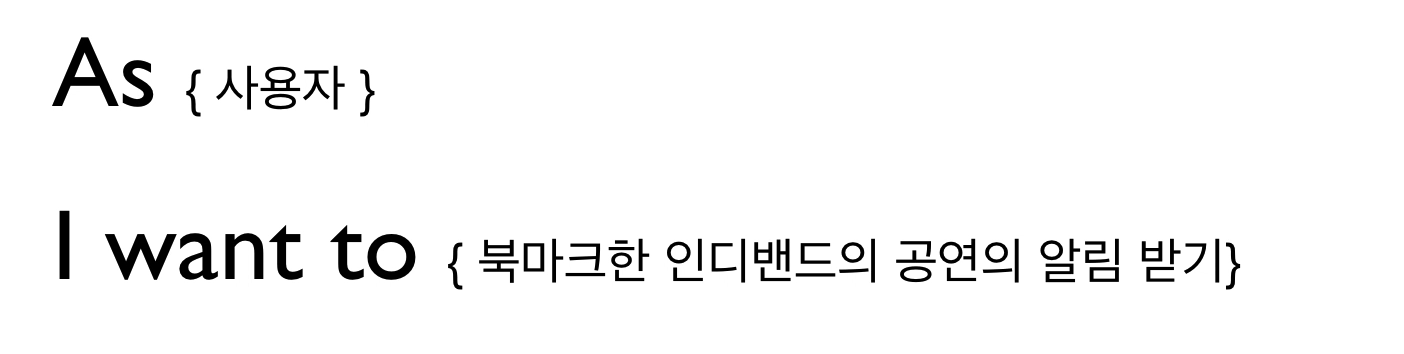 As { 사용자 }
I want to { 북마크한 인디밴드의 공연의 알림 받기}